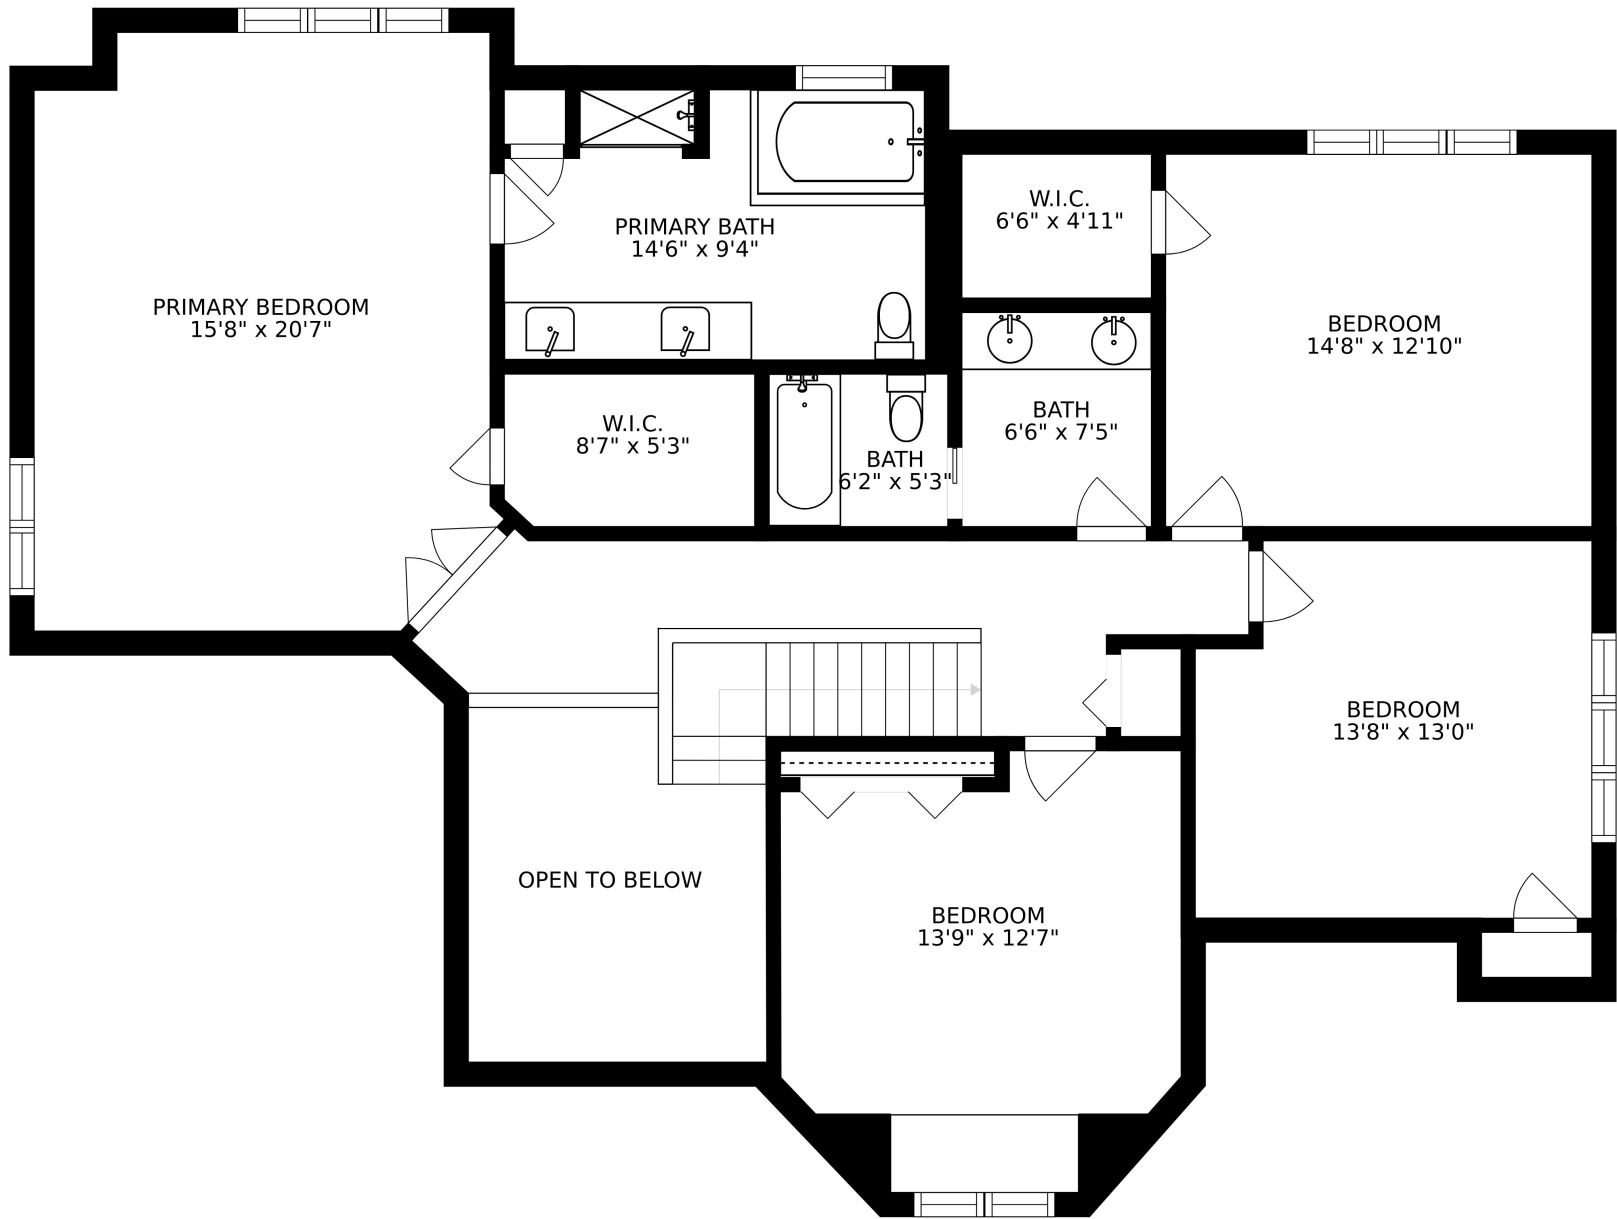 PRIMARY BEDROOM
15'8" x 20'7"
PRIMARY BATH
14'6" x 9'4"
W.I.C.
6'6" x 4'11"
BEDROOM
14'8" x 12'10"
W.I.C.
8'7" x 5'3"
BATH
6'2" x 5'3"
BATH
6'6" x 7'5"
BEDROOM
13'8" x 13'0"
OPEN TO BELOW
BEDROOM
13'9" x 12'7"